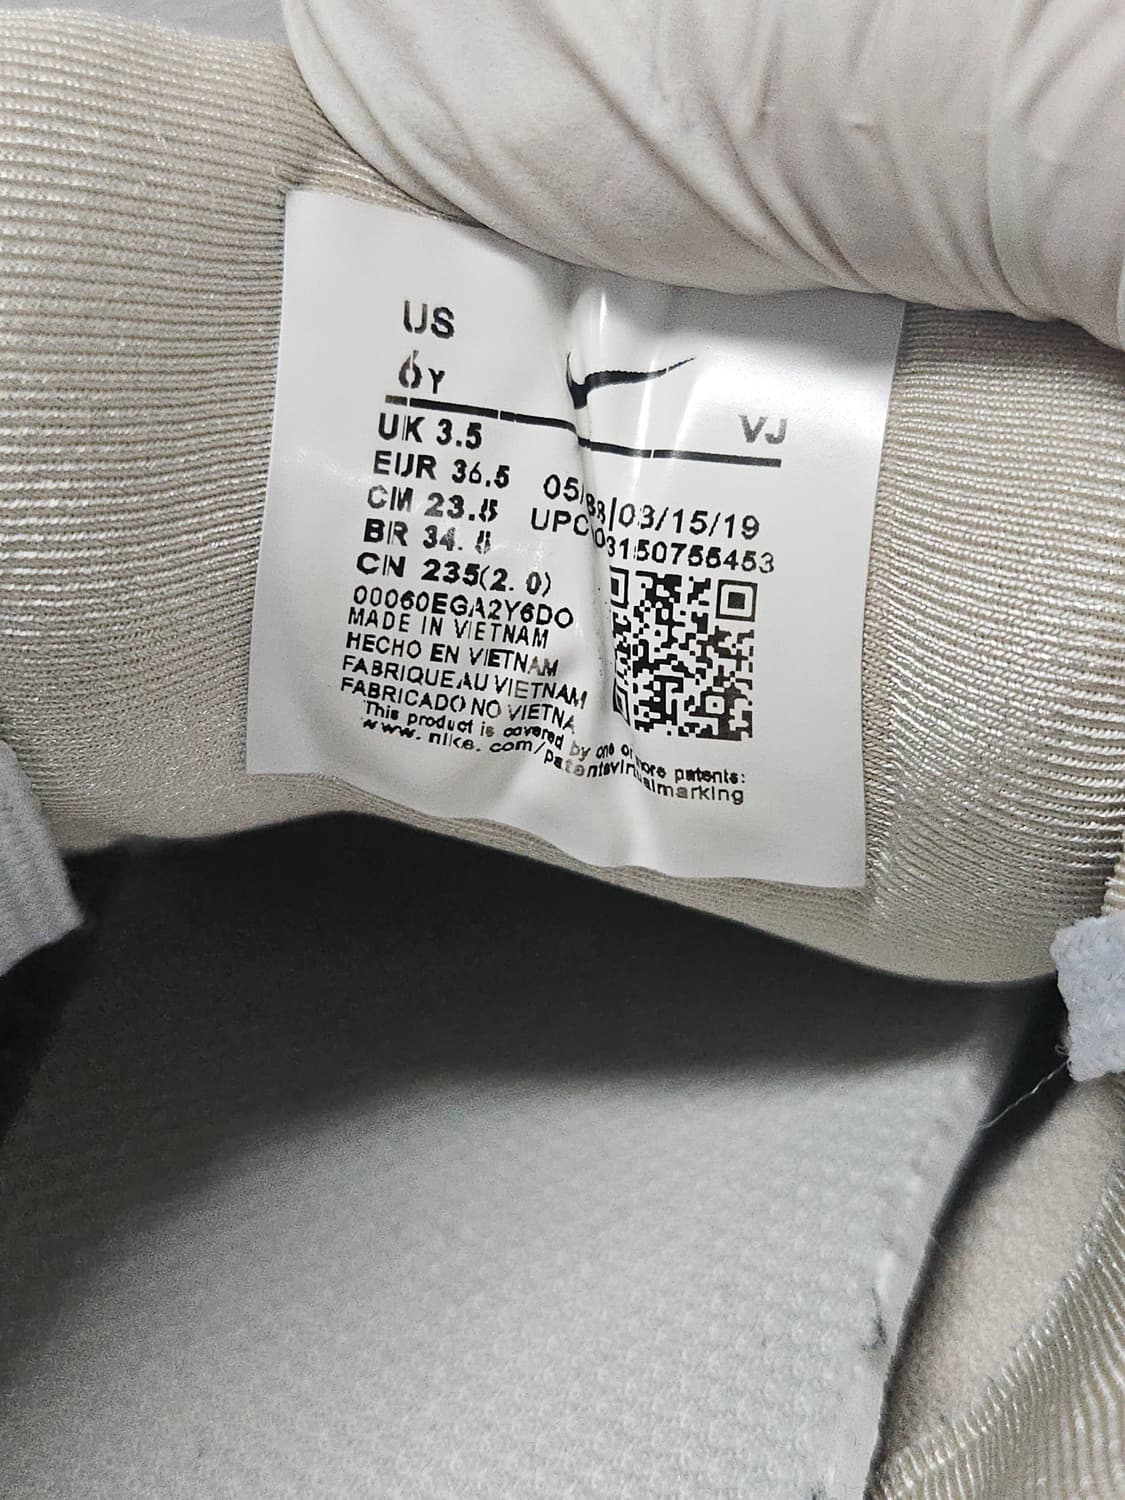 US
6Y
VJ
UK 3.5
EUR 36.5
CM 23.5
BR 34.5
CN 235(2.0)
03/15/19
UPC
00060EGA2Y6DO
MADE IN VIETNAM
HECHO EN VIETNAM
FABRIQUE AU VIETNAM
FABRICADO NO VIETNA
This product is covered by one or more patents:
www.nike.com/patentsvirtualmarking